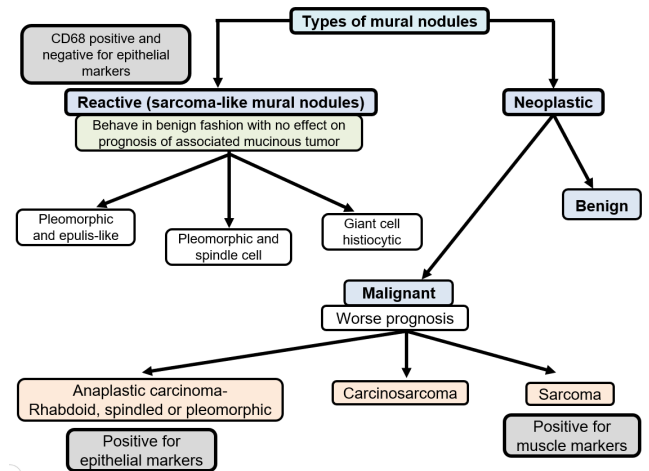 Types of mural nodules
CD68 positive and
negative for epithelial
markers
Reactive (sarcoma-like mural nodules)
Behave in benign fashion with no effect on
prognosis of associated mucinous tumor
Neoplastic
Benign
Pleomorphic
and epulis-like
Pleomorphic and
spindle cell
Giant cell
histiocytic
Malignant
Worse prognosis
Anaplastic carcinoma-
Rhabdoid, spindled or pleomorphic
Positive for
epithelial markers
Carcinosarcoma
Sarcoma
Positive for
muscle markers